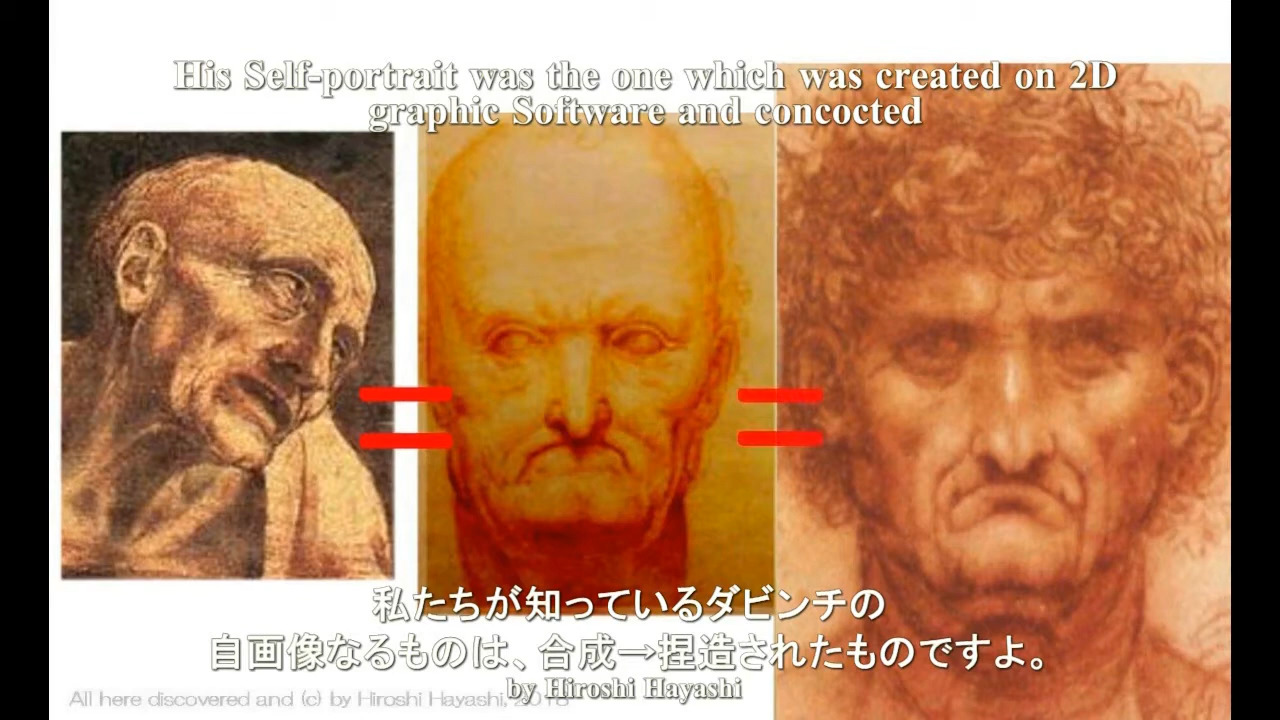 His Self-portrait was the one which was created on 2D
graphic Software and concocted
私たちが知っているダビンチの
自画像なるものは、合成→捏造されたものですよ。
by Hiroshi Hayashi
All here discovered and (c) by Hiroshi Hayashi,